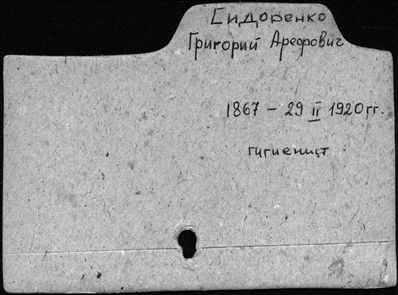 Сидоренко
Григорий Арефович
1867 – 29 II 1920 гг.
гигиенист